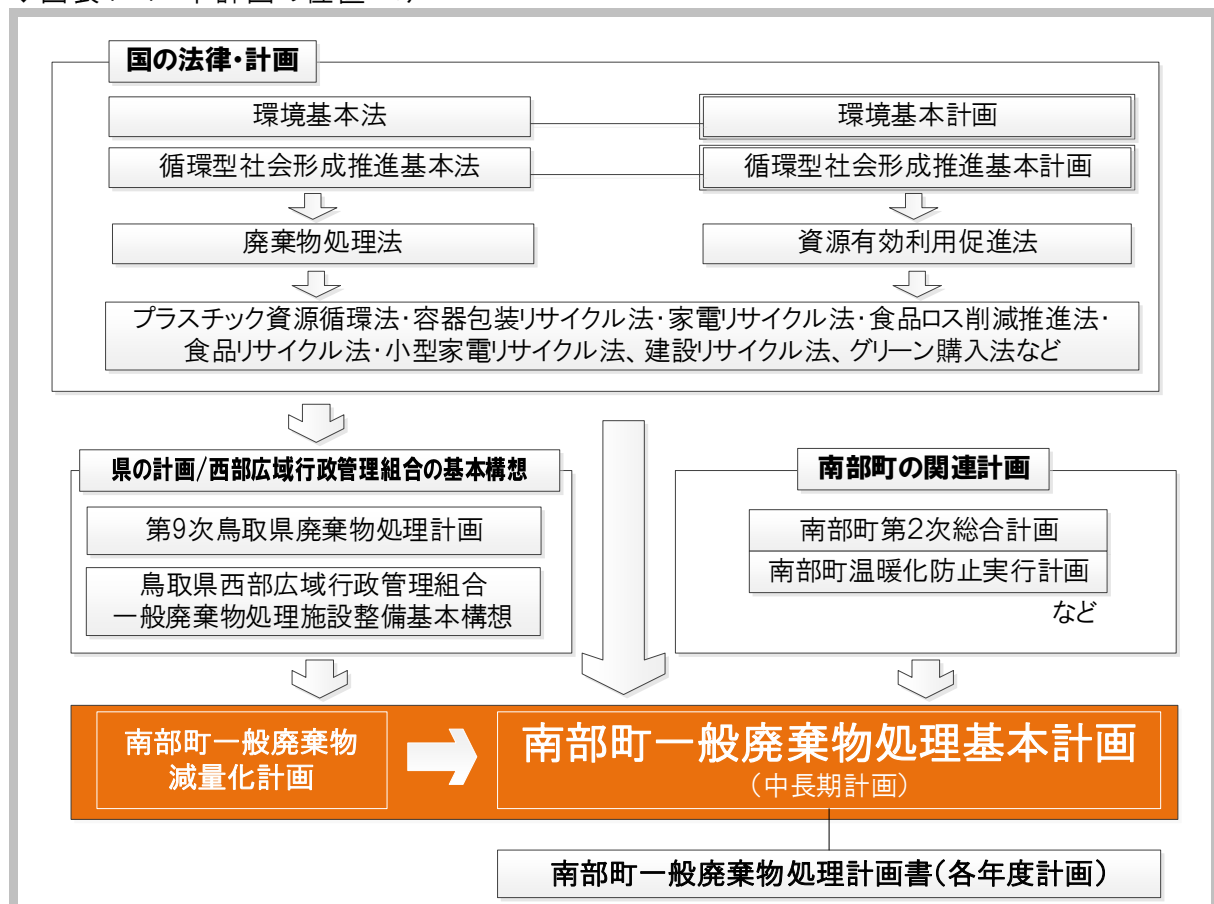 国の法律・計画
環境基本法
環境基本計画
循環型社会形成推進基本法
循環型社会形成推進基本計画
廃棄物処理法
資源有効利用促進法
プラスチック資源循環法・容器包装リサイクル法・家電リサイクル法・食品ロス削減推進法・
食品リサイクル法・小型家電リサイクル法、建設リサイクル法、グリーン購入法など
県の計画/西部広域行政管理組合の基本構想
第9次鳥取県廃棄物処理計画
鳥取県西部広域行政管理組合
一般廃棄物処理施設整備基本構想
南部町の関連計画
南部町第2次総合計画
南部町温暖化防止実行計画
など
南部町一般廃棄物
減量化計画
南部町一般廃棄物処理基本計画
（中長期計画）
南部町一般廃棄物処理計画書（各年度計画）